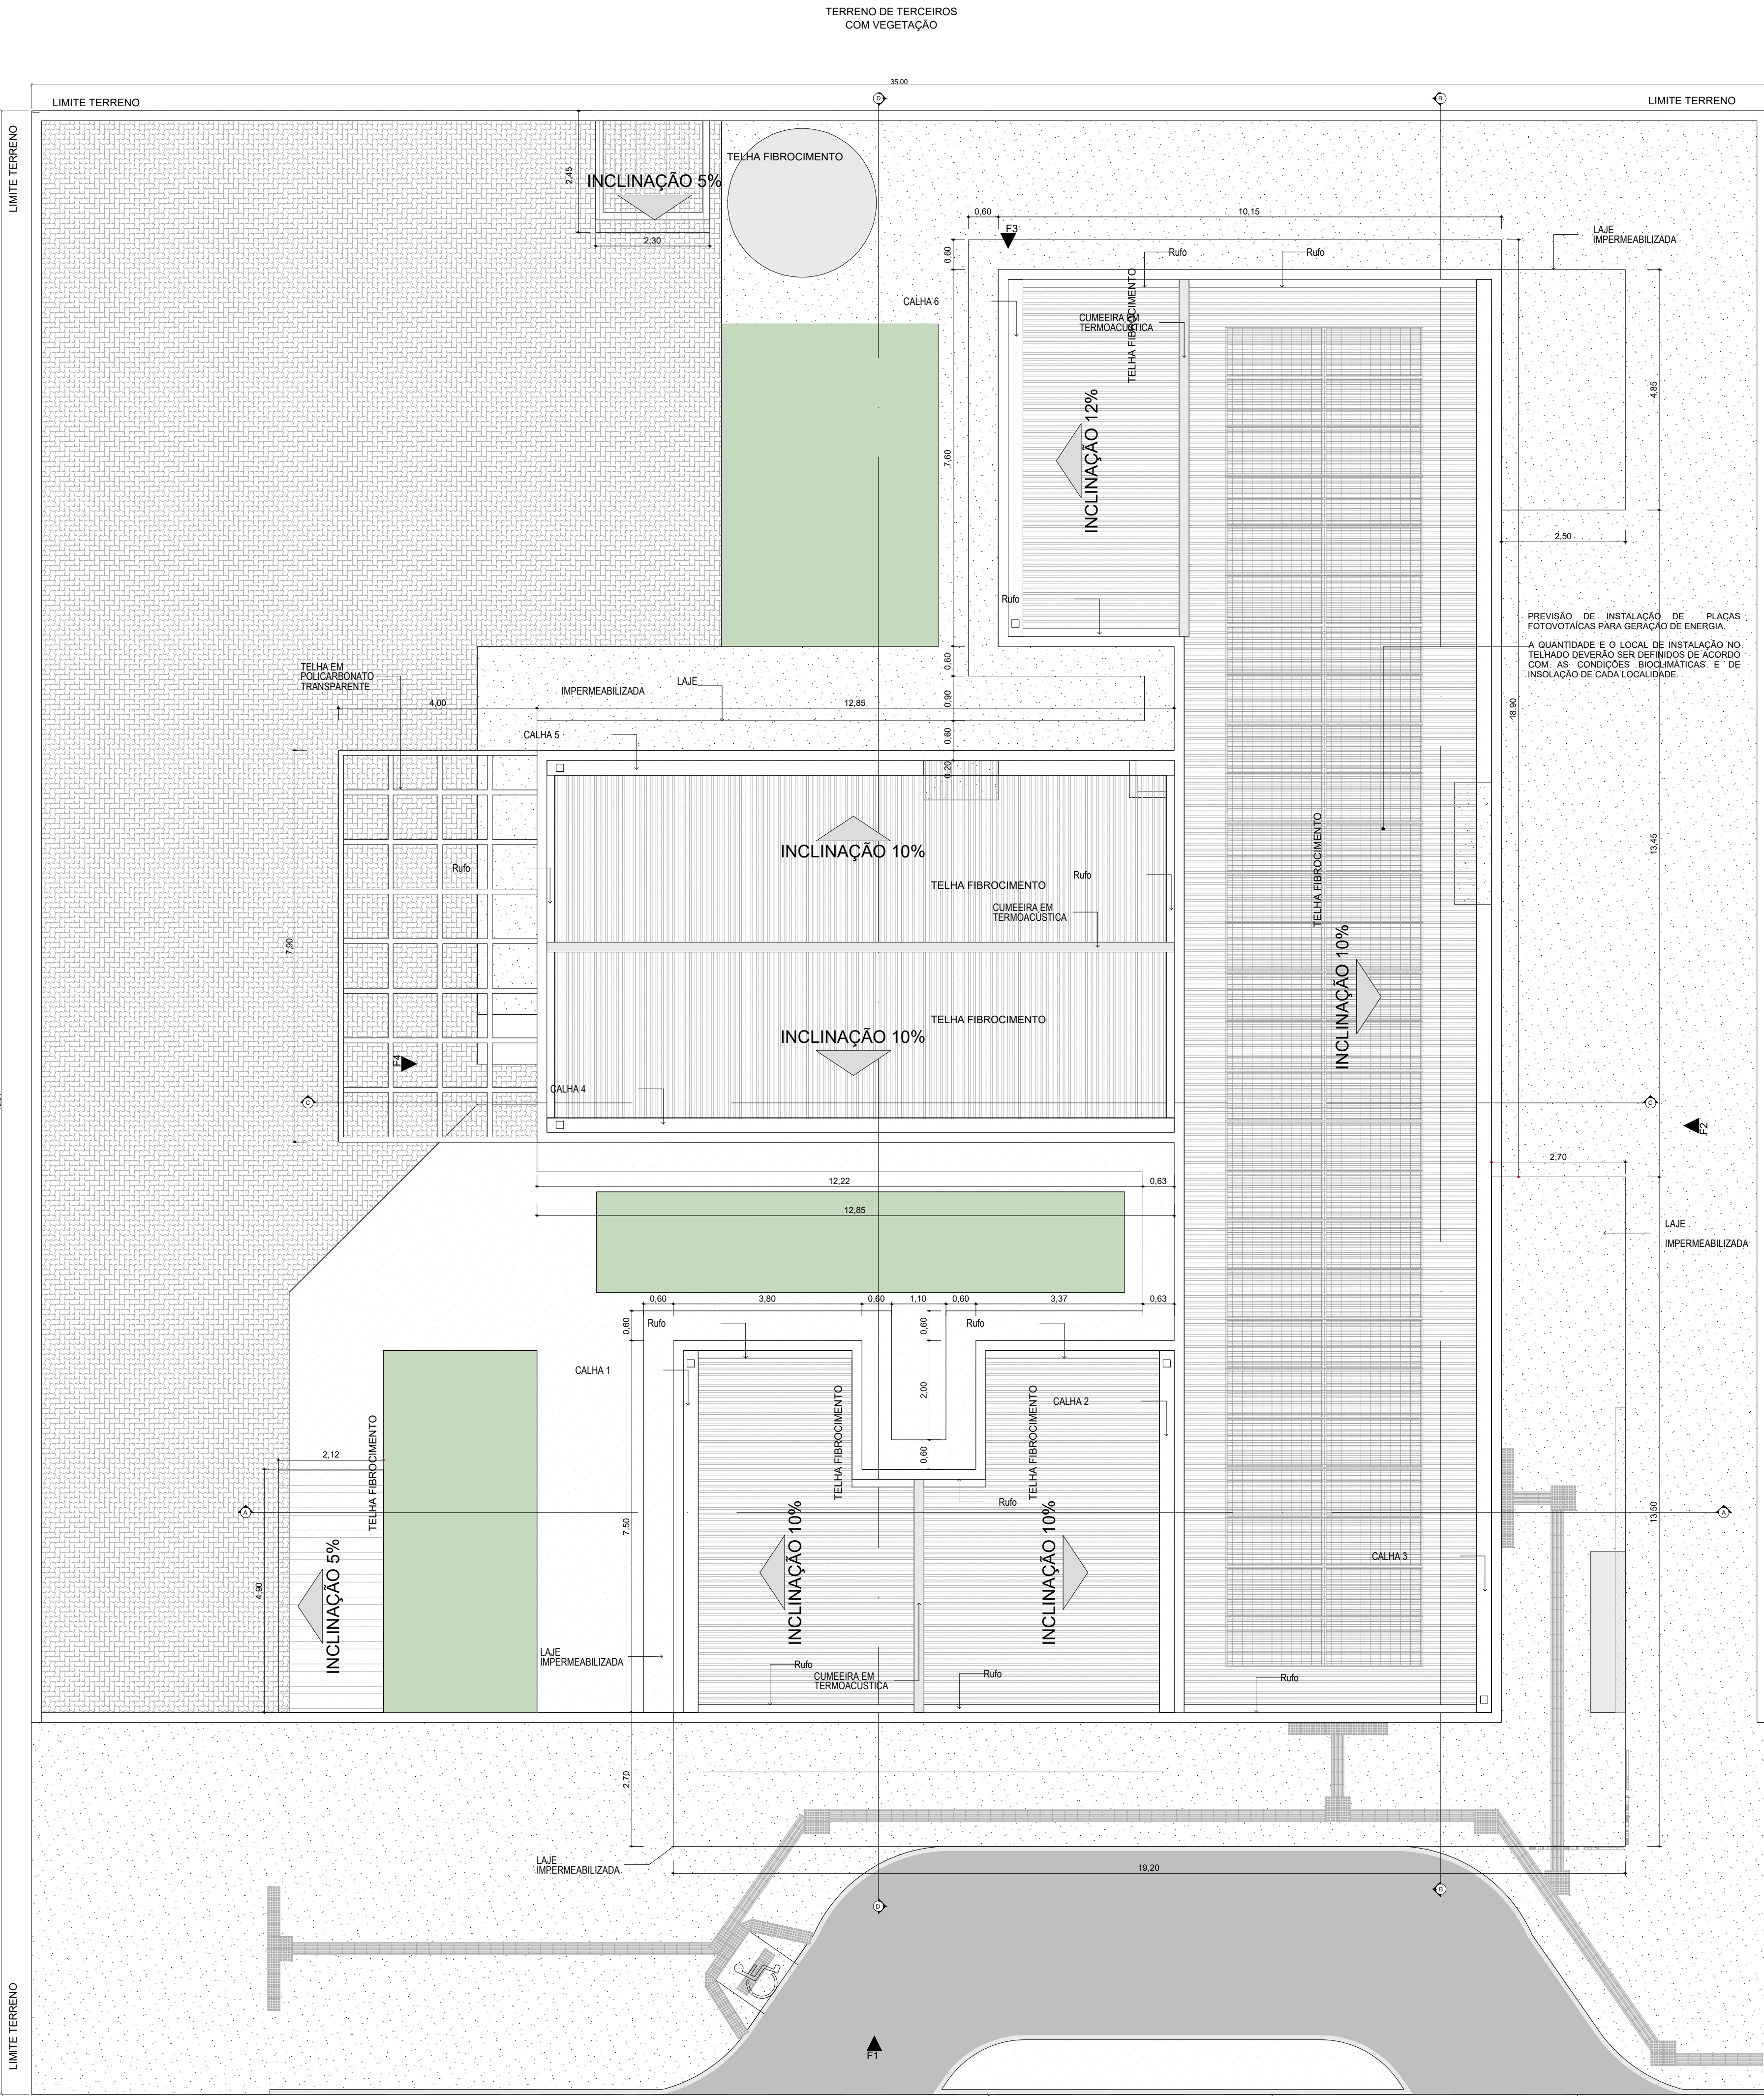 TERRENO DE TERCEIROS
COM VEGETAÇÃO
35.00
LIMITE TERRENO
D
B
LIMITE TERRENO
LIMITE TERRENO
TELHA FIBROCIMENTO
2,45
INCLINAÇÃO 5%
2,30
0,60
10,15
F3
LAJE
IMPERMEABILIZADA
0,60
Rufo
Rufo
CALHA 6
TELHA FIBROCIMENTO
CUMEEIRA EM
TERMOACÚSTICA
4,85
INCLINAÇÃO 12%
7,60
2,50
Rufo
PREVISÃO DE INSTALAÇÃO DE PLACAS
FOTOVOTAÍCAS PARA GERAÇÃO DE ENERGIA.
A QUANTIDADE E O LOCAL DE INSTALAÇÃO NO
TELHADO DEVERÃO SER DEFINIDOS DE ACORDO
COM AS CONDIÇÕES BIOCLIMÁTICAS E DE
INSOLAÇÃO DE CADA LOCALIDADE.
0,60
TELHA EM
POLICARBONATO
TRANSPARENTE
LAJE
IMPERMEABILIZADA
0,90
4,00
12,85
18,90
CALHA 5
0,60
0,20
INCLINAÇÃO 10%
TELHA FIBROCIMENTO
13,45
Rufo
Rufo
TELHA FIBROCIMENTO
CUMEEIRA EM
TERMOACÚSTICA
7,90
INCLINAÇÃO 10%
TELHA FIBROCIMENTO
INCLINAÇÃO 10%
F4
CALHA 4
C
C
F2
2,70
12,22
0,63
12,85
LAJE
IMPERMEABILIZADA
0,60
3,80
0,60
1,10
0,60
3,37
0,63
0,60
Rufo
0,60
Rufo
CALHA 1
2,00
CALHA 2
TELHA FIBROCIMENTO
TELHA FIBROCIMENTO
TELHA FIBROCIMENTO
2,12
0,60
Rufo
A
A
7,50
13,50
INCLINAÇÃO 10%
INCLINAÇÃO 10%
CALHA 3
INCLINAÇÃO 5%
4,90
LAJE
IMPERMEABILIZADA
Rufo
CUMEEIRA EM
TERMOACÚSTICA
Rufo
Rufo
2,70
LAJE
IMPERMEABILIZADA
19,20
B
D
LIMITE TERRENO
F1